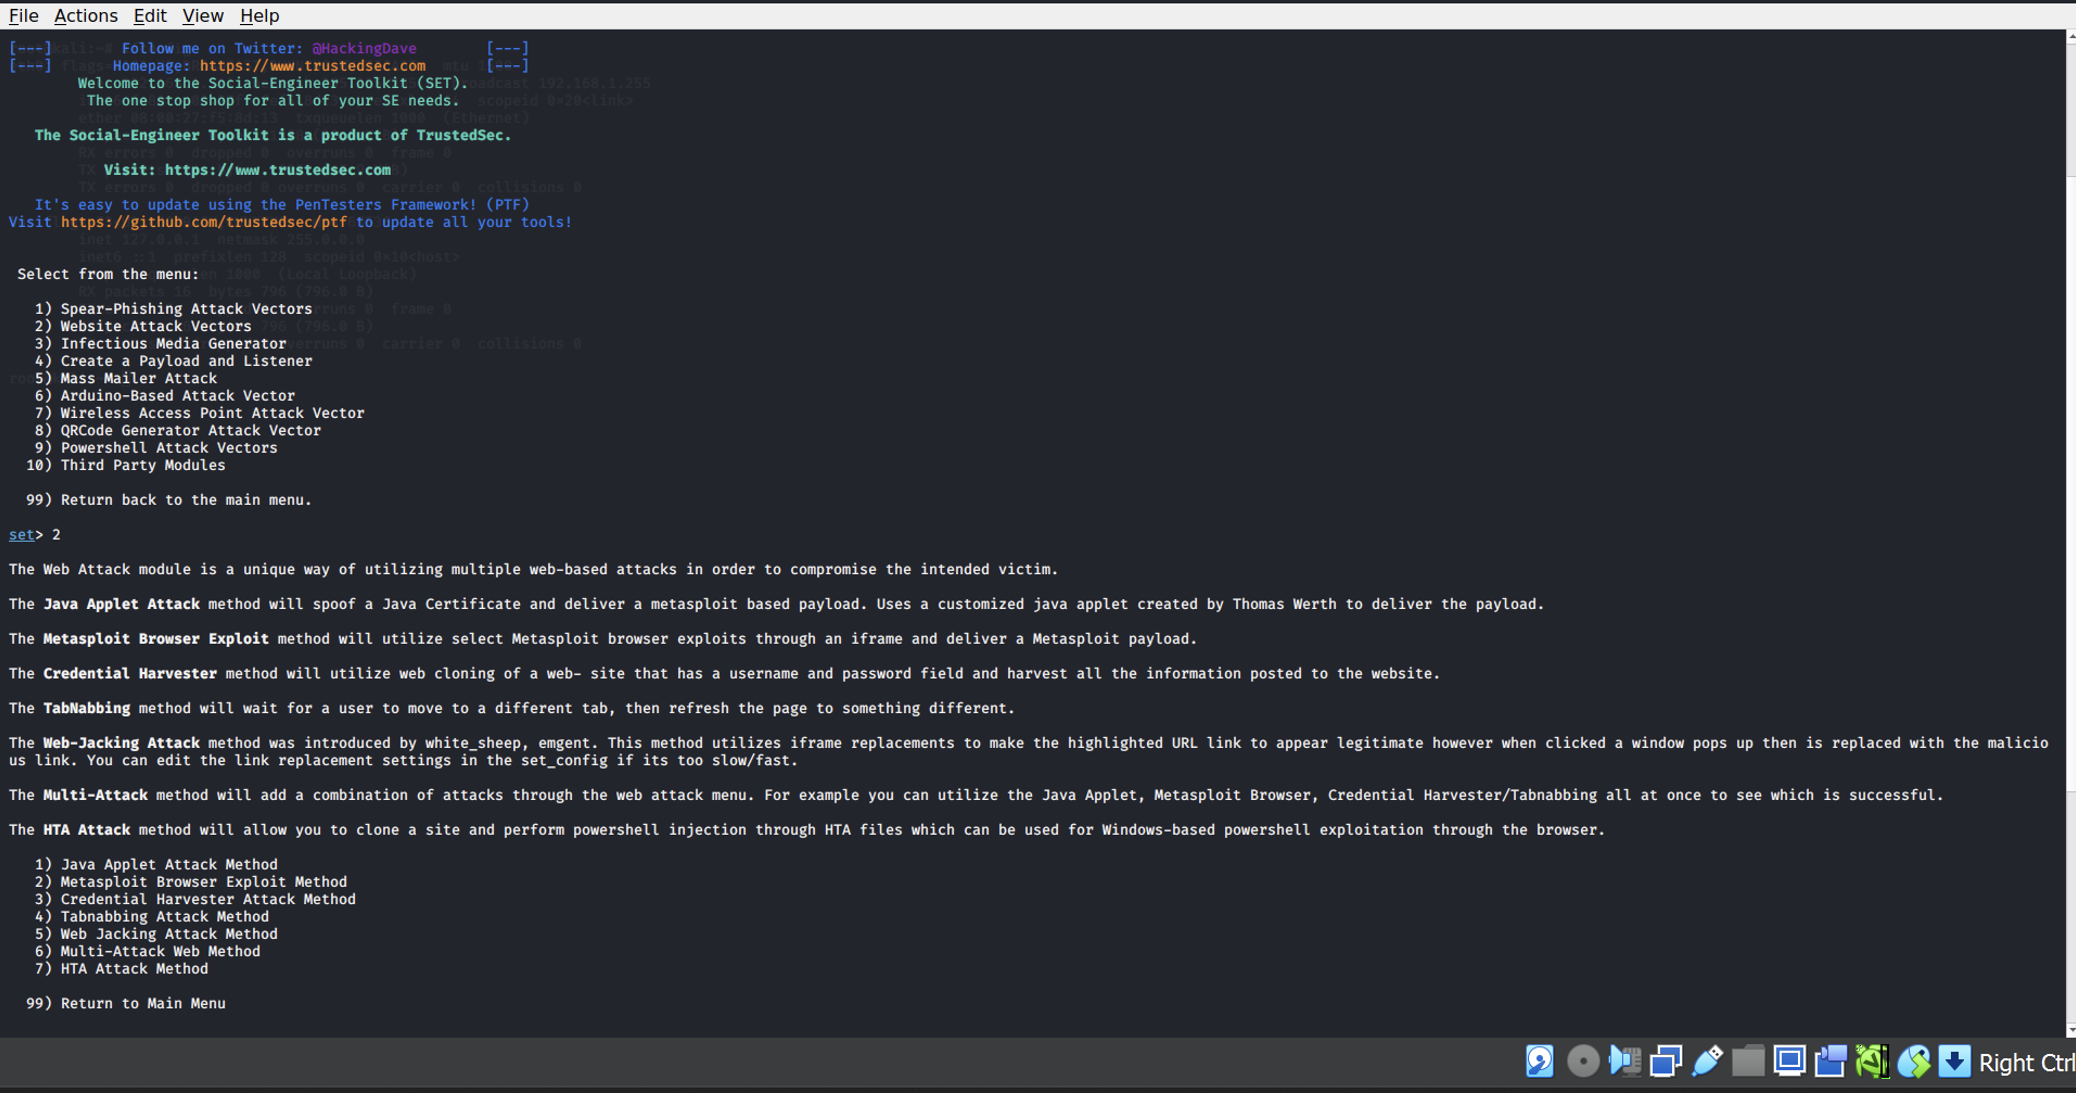 File Actions Edit View Help
[---] Follow me on Twitter: @HackingDave [---]
[---] Homepage: https://www.trustedsec.com [---]
Welcome to the Social-Engineer Toolkit (SET).
The one stop shop for all of your SE needs.
The Social-Engineer Toolkit is a product of TrustedSec.
Visit: https://www.trustedsec.com
It's easy to update using the PenTesters Framework! (PTF)
Visit https://github.com/trustedsec/ptf to update all your tools!
Select from the menu:
1) Spear-Phishing Attack Vectors
2) Website Attack Vectors
3) Infectious Media Generator
4) Create a Payload and Listener
5) Mass Mailer Attack
6) Arduino-Based Attack Vector
7) Wireless Access Point Attack Vector
8) QRCode Generator Attack Vector
9) Powershell Attack Vectors
10) Third Party Modules
99) Return back to the main menu.
set> 2
The Web Attack module is a unique way of utilizing multiple web-based attacks in order to compromise the intended victim.
The Java Applet Attack method will spoof a Java Certificate and deliver a metasploit based payload. Uses a customized java applet created by Thomas Werth to deliver the payload.
The Metasploit Browser Exploit method will utilize select Metasploit browser exploits through an iframe and deliver a Metasploit payload.
The Credential Harvester method will utilize web cloning of a web- site that has a username and password field and harvest all the information posted to the website.
The TabNabbing method will wait for a user to move to a different tab, then refresh the page to something different.
The Web-Jacking Attack method was introduced by white_sheep, emgent. This method utilizes iframe replacements to make the highlighted URL link to appear legitimate however when clicked a window pops up then is replaced with the malicio
us link. You can edit the link replacement settings in the set_config if its too slow/fast.
The Multi-Attack method will add a combination of attacks through the web attack menu. For example you can utilize the Java Applet, Metasploit Browser, Credential Harvester/Tabnabbing all at once to see which is successful.
The HTA Attack method will allow you to clone a site and perform powershell injection through HTA files which can be used for Windows-based powershell exploitation through the browser.
1) Java Applet Attack Method
2) Metasploit Browser Exploit Method
3) Credential Harvester Attack Method
4) Tabnabbing Attack Method
5) Web Jacking Attack Method
6) Multi-Attack Web Method
7) HTA Attack Method
99) Return to Main Menu
Right Ctrl